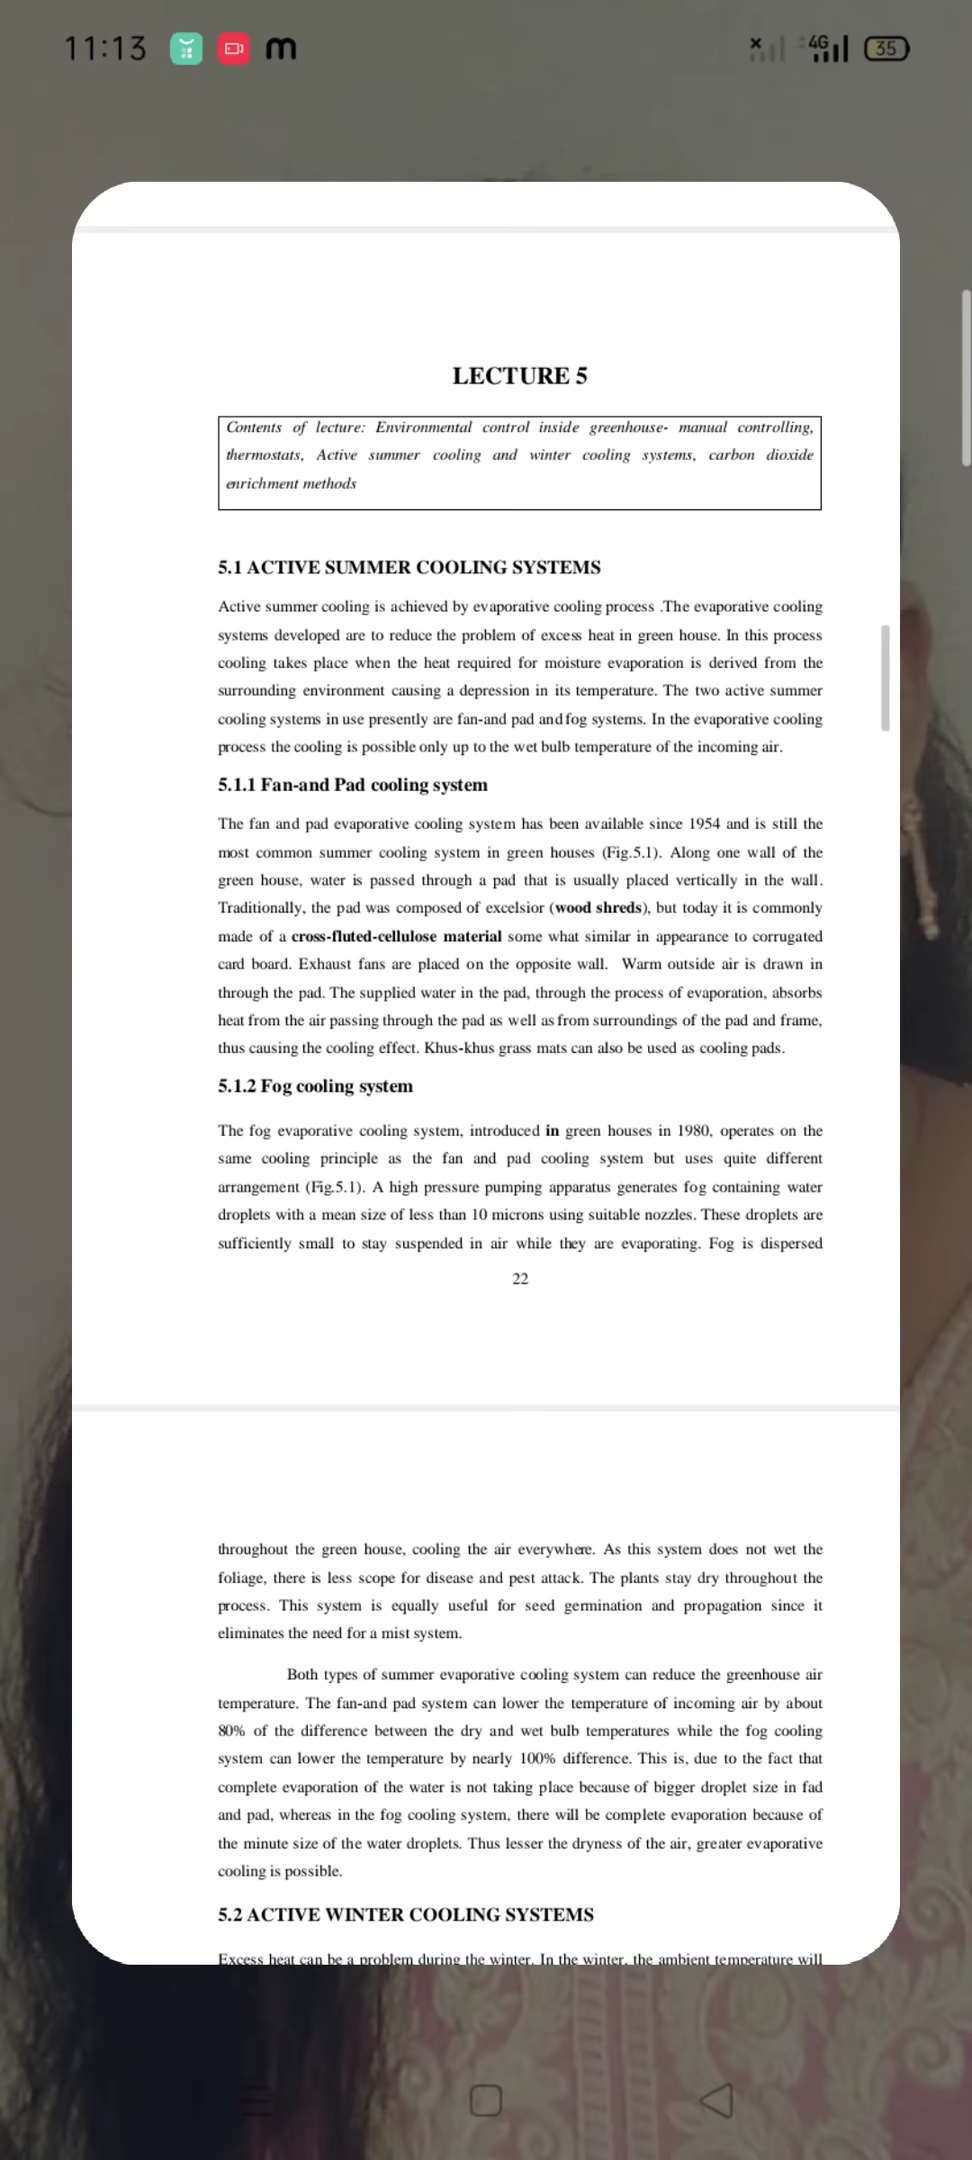 11:13 m 4G 35
LECTURE 5
Contents of lecture: Environmental control inside greenhouse- manual controlling,
thermostats, Active summer cooling and winter cooling systems, carbon dioxide
enrichment methods
5.1 ACTIVE SUMMER COOLING SYSTEMS
Active summer cooling is achieved by evaporative cooling process .The evaporative cooling
systems developed are to reduce the problem of excess heat in green house. In this process
cooling takes place when the heat required for moisture evaporation is derived from the
surrounding environment causing a depression in its temperature. The two active summer
cooling systems in use presently are fan-and pad and fog systems. In the evaporative cooling
process the cooling is possible only up to the wet bulb temperature of the incoming air.
5.1.1 Fan-and Pad cooling system
The fan and pad evaporative cooling system has been available since 1954 and is still the
most common summer cooling system in green houses (Fig.5.1). Along one wall of the
green house, water is passed through a pad that is usually placed vertically in the wall.
Traditionally, the pad was composed of excelsior (wood shreds), but today it is commonly
made of a cross-fluted-cellulose material some what similar in appearance to corrugated
card board. Exhaust fans are placed on the opposite wall. Warm outside air is drawn in
through the pad. The supplied water in the pad, through the process of evaporation, absorbs
heat from the air passing through the pad as well as from surroundings of the pad and frame,
thus causing the cooling effect. Khus-khus grass mats can also be used as cooling pads.
5.1.2 Fog cooling system
The fog evaporative cooling system, introduced in green houses in 1980, operates on the
same cooling principle as the fan and pad cooling system but uses quite different
arrangement (Fig.5.1). A high pressure pumping apparatus generates fog containing water
droplets with a mean size of less than 10 microns using suitable nozzles. These droplets are
sufficiently small to stay suspended in air while they are evaporating. Fog is dispersed
22
throughout the green house, cooling the air everywhere. As this system does not wet the
foliage, there is less scope for disease and pest attack. The plants stay dry throughout the
process. This system is equally useful for seed germination and propagation since it
eliminates the need for a mist system.
Both types of summer evaporative cooling system can reduce the greenhouse air
temperature. The fan-and pad system can lower the temperature of incoming air by about
80% of the difference between the dry and wet bulb temperatures while the fog cooling
system can lower the temperature by nearly 100% difference. This is, due to the fact that
complete evaporation of the water is not taking place because of bigger droplet size in fad
and pad, whereas in the fog cooling system, there will be complete evaporation because of
the minute size of the water droplets. Thus lesser the dryness of the air, greater evaporative
cooling is possible.
5.2 ACTIVE WINTER COOLING SYSTEMS
Excess heat can be a problem during the winter. In the winter, the ambient temperature will